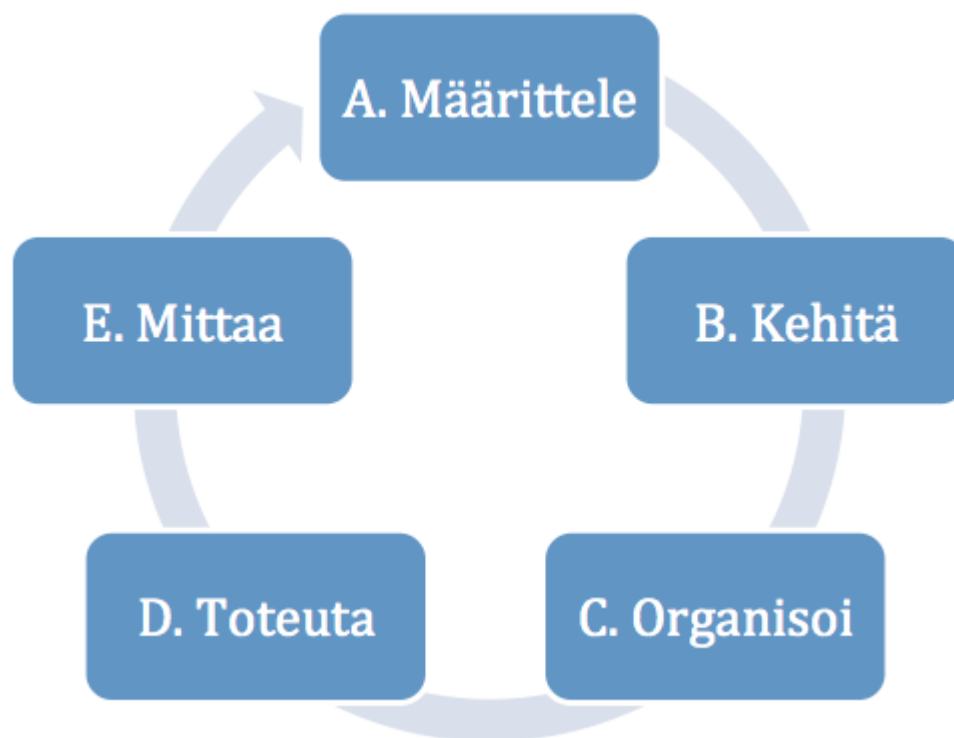 A. Määrittele
B. Kehitä
C. Organisoi
D. Toteuta
E. Mittaa